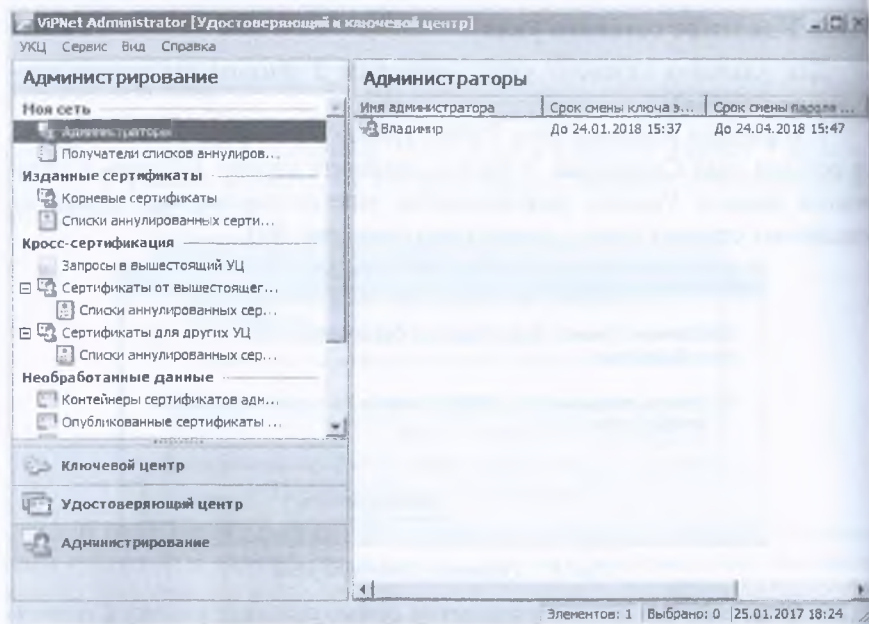 ViPNet Administrator [Удостоверяющий и ключевой центр]
УКЦ Сервис Вид Справка
Администрирование
Моя сеть
Администраторы
Получатели списков аннулиров...
Изданные сертификаты
Корневые сертификаты
Списки аннулированных серти...
Кросс-сертификация
Запросы в вышестоящий УЦ
Сертификаты от вышестоящег...
Списки аннулированных сер...
Сертификаты для других УЦ
Списки аннулированных сер...
Необработанные данные
Контейнеры сертификатов адм...
Опубликованные сертификаты ...
Ключевой центр
Удостоверяющий центр
Администрирование
Администраторы
Имя администратора Срок смены ключа э... Срок смены пароля ...
Владимир До 24.01.2018 15:37 До 24.04.2018 15:47
Элементов: 1 Выбрано: 0 25.01.2017 18:24